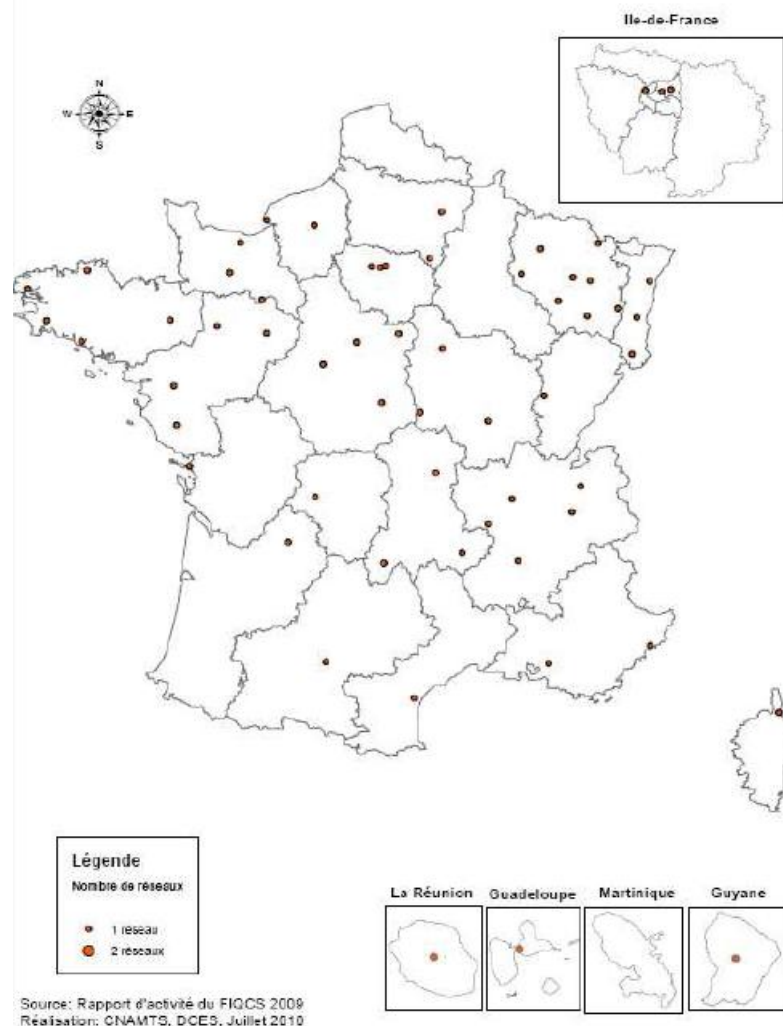 Ile-de-France
N
W E
S
Légende
Nombre de réseaux
1 réseau
2 réseaux
La Réunion Guadeloupe Martinique Guyane
Source: Rapport d'activité du FIQCS 2009
Réalisation: CNAMTS, DCES, Juillet 2010